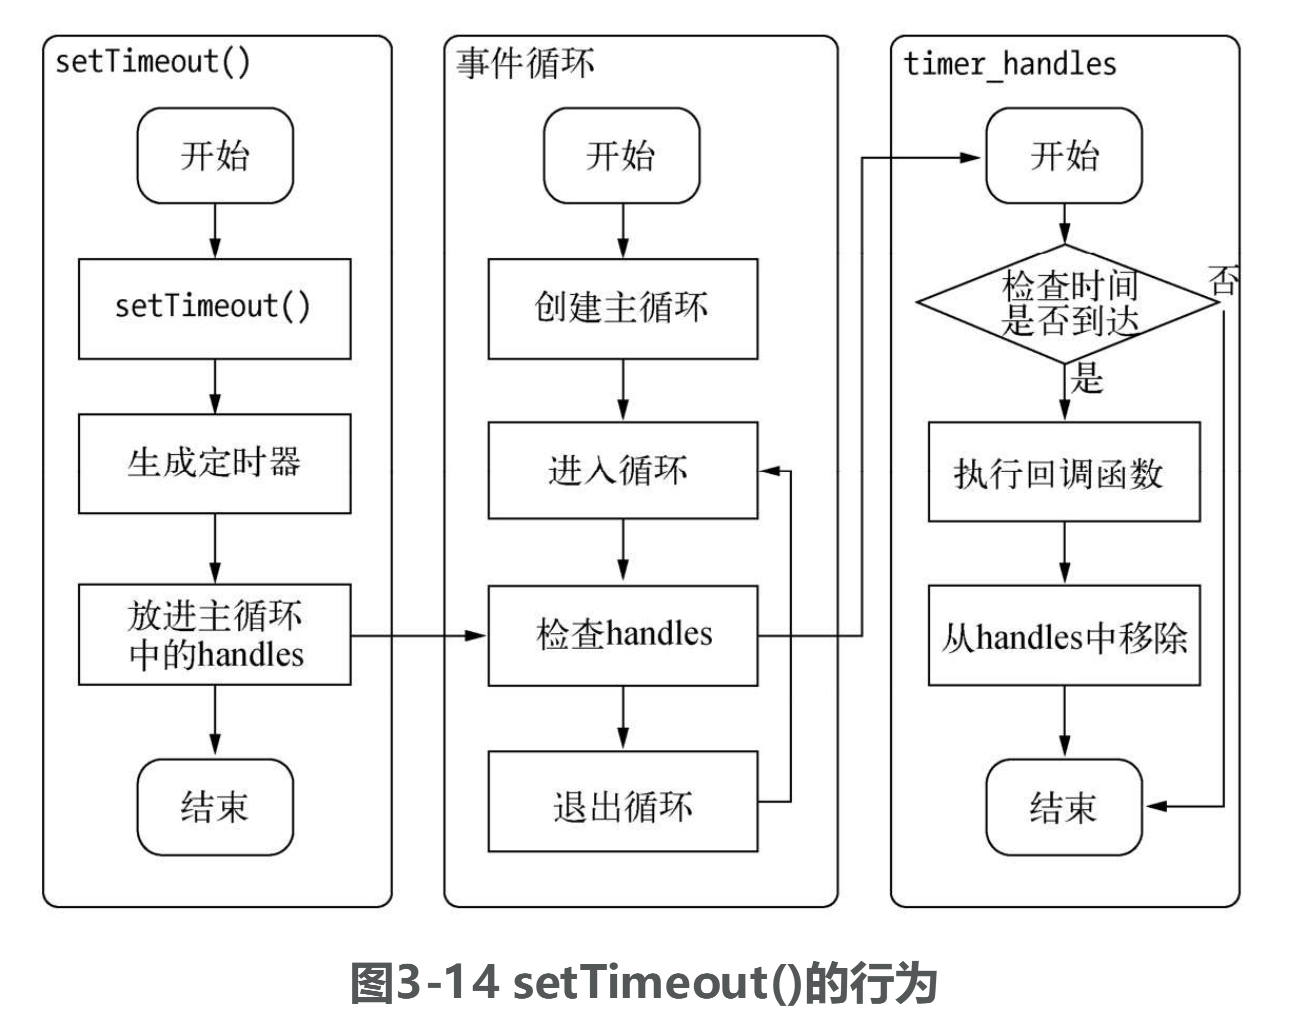 setTimeout()
开始
setTimeout()
生成定时器
放进主循环
中的handles
结束
事件循环
开始
创建主循环
进入循环
检查handles
退出循环
timer_handles
开始
检查时间
是否到达
否
是
执行回调函数
从handles中移除
结束
图3-14 setTimeout()的行为